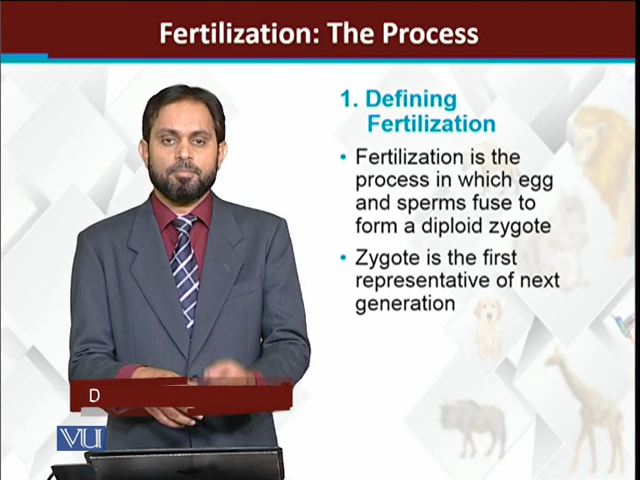 Fertilization: The Process
1. Defining
Fertilization
• Fertilization is the
process in which egg
and sperms fuse to
form a diploid zygote
• Zygote is the first
representative of next
generation
D
VU